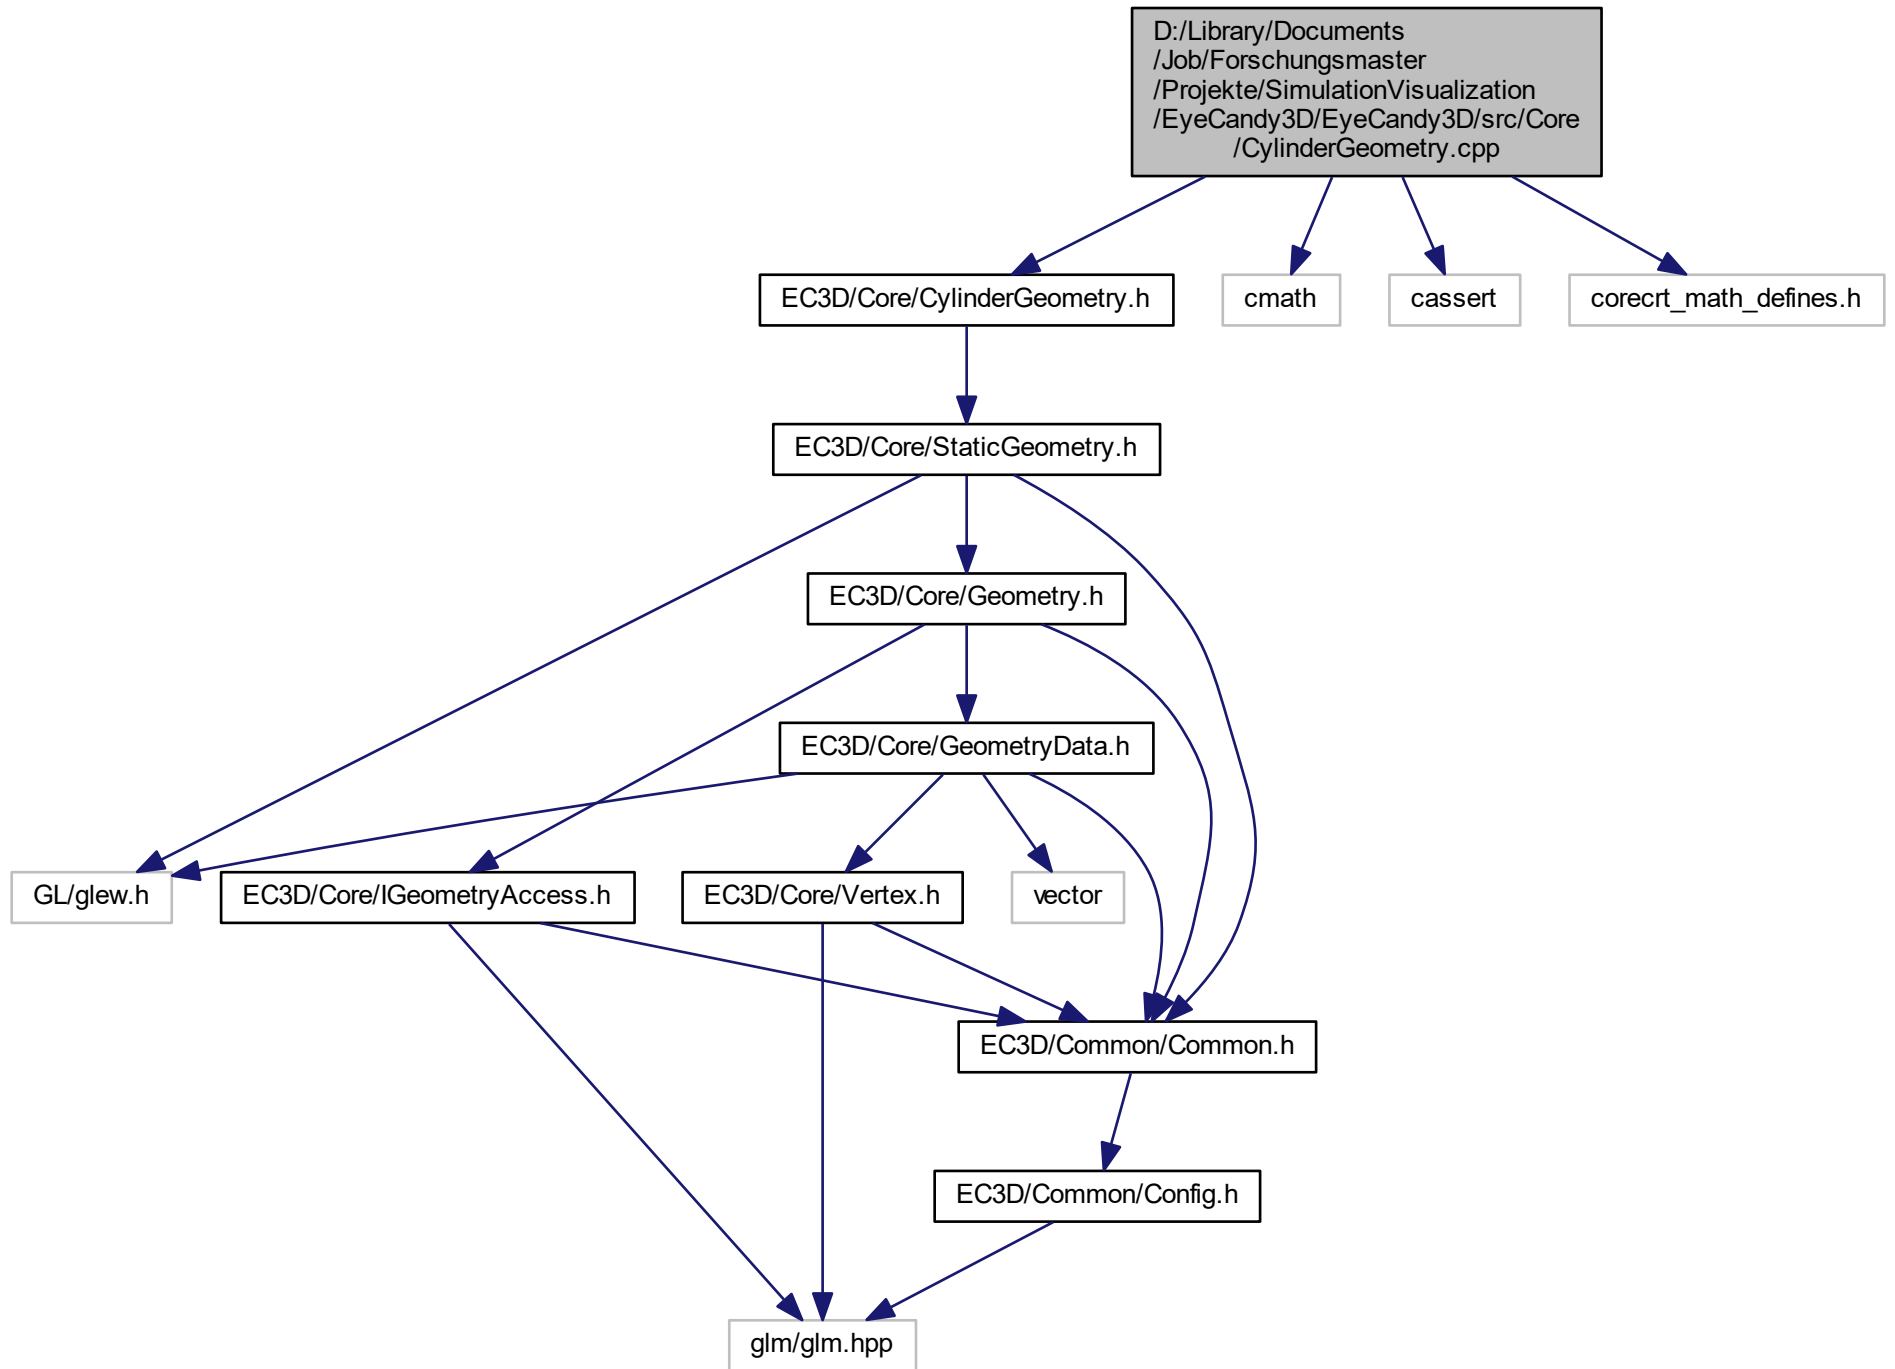 D:/Library/Documents
/Job/Forschungsmaster
/Projekte/SimulationVisualization
/EyeCandy3D/EyeCandy3D/src/Core
/CylinderGeometry.cpp
EC3D/Core/CylinderGeometry.h
cmath
cassert
corecrt_math_defines.h
EC3D/Core/StaticGeometry.h
EC3D/Core/Geometry.h
EC3D/Core/GeometryData.h
GL/glew.h
EC3D/Core/IGeometryAccess.h
EC3D/Core/Vertex.h
vector
EC3D/Common/Common.h
EC3D/Common/Config.h
glm/glm.hpp